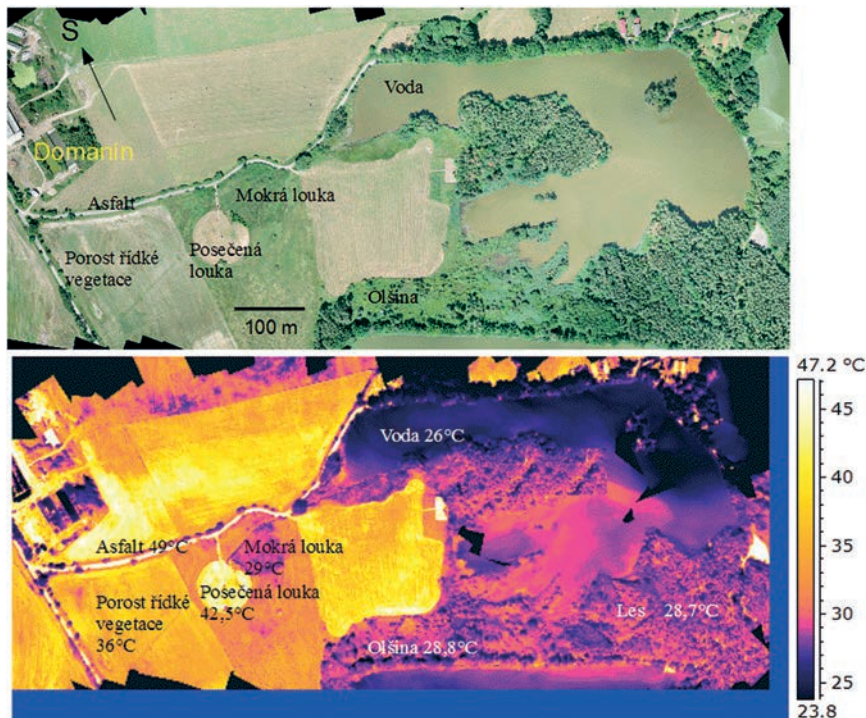 S
Voda
Domanín
Asfalt
Mokrá louka
Porost řídké
vegetace
Posečená
louka
Olšina
100 m
47.2 °C
45
40
35
30
25
23.8
Voda 26°C
Asfalt 49°C
Mokrá louka
29°C
Porost řídké
vegetace
36°C
Posečená louka
42,5°C
Les 28,7°C
Olšina 28,8°C